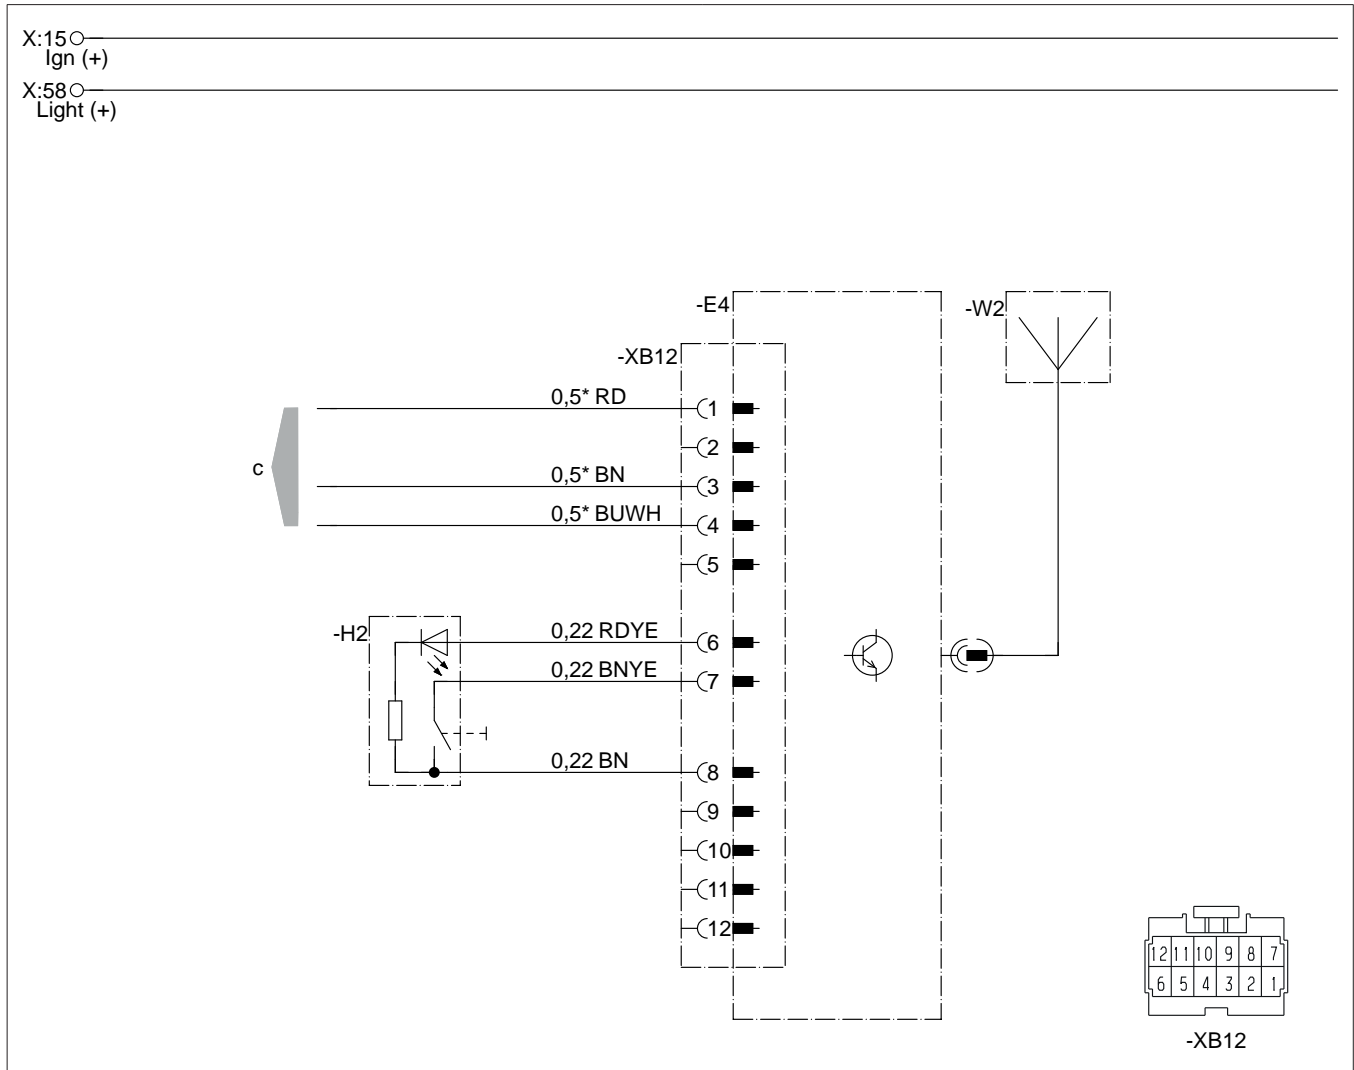 X:15
Ign (+)
X:58
Light (+)
-E4
-W2
-XB12
0,5* RD
1
2
c
0,5* BN
3
0,5* BUWH
4
5
-H2
0,22 RDYE
6
0,22 BNYE
7
0,22 BN
8
9
10
11
12
12 11 10 9 8 7
6 5 4 3 2 1
-XB12